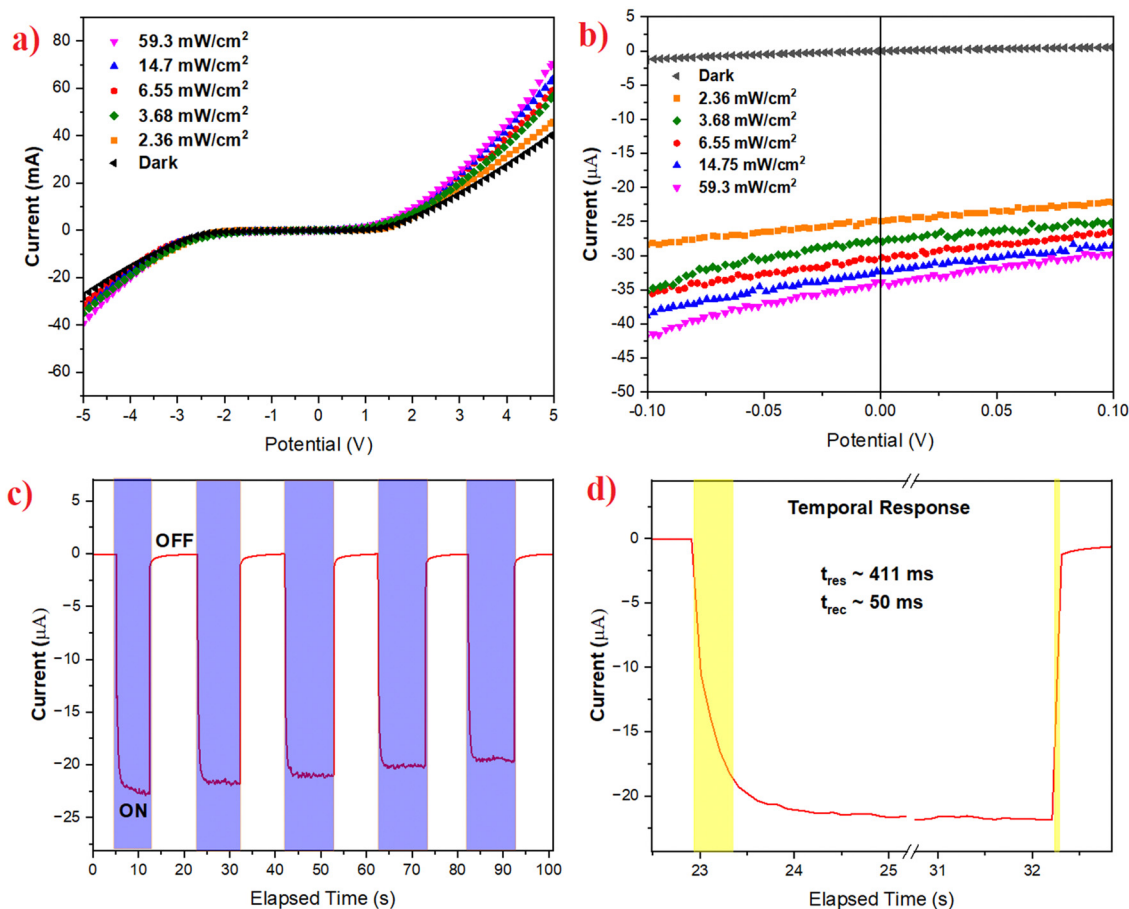 a)
59.3 mW/cm²
14.7 mW/cm²
6.55 mW/cm²
3.68 mW/cm²
2.36 mW/cm²
Dark
80
60
40
20
0
-20
-40
-60
Current (mA)
-5 -4 -3 -2 -1 0 1 2 3 4 5
Potential (V)
b)
Dark
2.36 mW/cm²
3.68 mW/cm²
6.55 mW/cm²
14.75 mW/cm²
59.3 mW/cm²
5
0
-5
-10
-15
-20
-25
-30
-35
-40
-45
-50
Current (μA)
-0.10 -0.05 0.00 0.05 0.10
Potential (V)
c)
OFF
ON
5
0
−5
−10
−15
−20
−25
Current (μA)
0 10 20 30 40 50 60 70 80 90 100
Elapsed Time (s)
d)
Temporal Response
t_res ~ 411 ms
t_rec ~ 50 ms
0
−5
−10
−15
−20
Current (μA)
23 24 25 31 32
Elapsed Time (s)